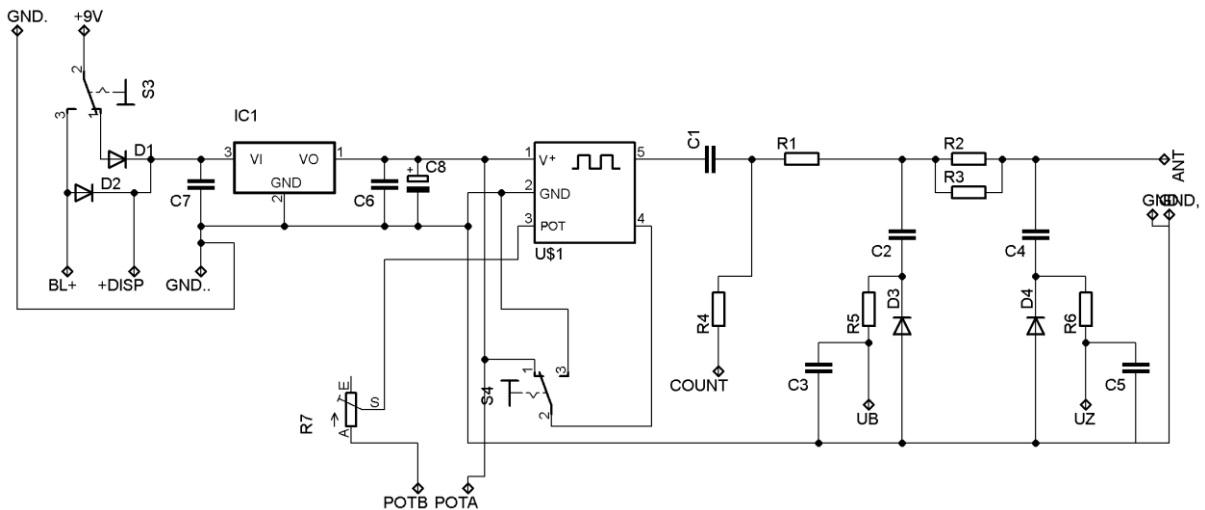 GND. +9V
2
S3
3 1
IC1
D1
D2
3 VI VO 1
GND
2
C7
C6
+ C8
1 V+ 5
2 GND
3 POT 4
U$1
C1
R1
R2
R3
ANT
GND, GND,
C2
C4
BL+ +DISP GND..
R4
R5
D3
D4
R6
COUNT
C3
UB
UZ
C5
S4
1 3
2
E
S
R7
A
POTB POTA